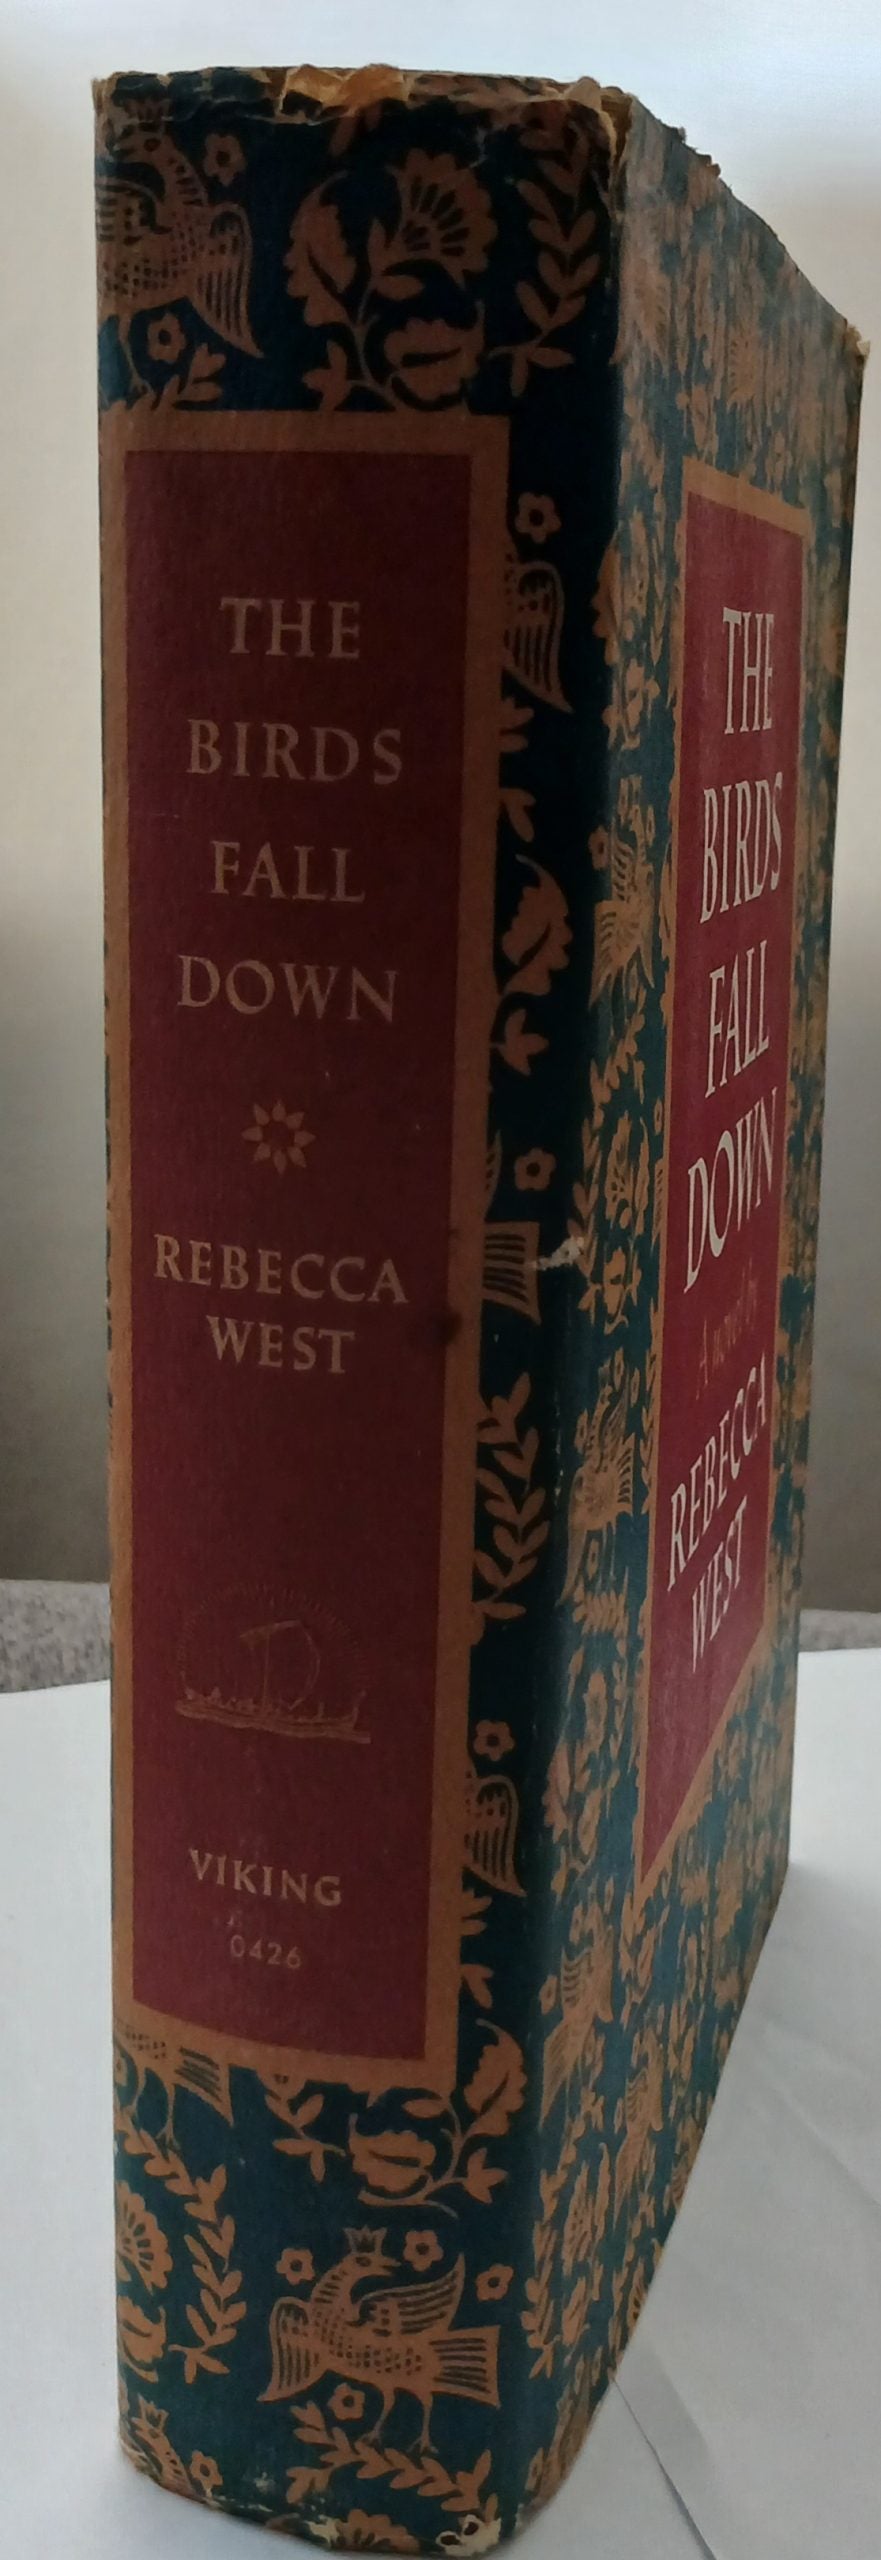 THE
BIRDS
FALL
DOWN
REBECCA
WEST
VIKING
0426
THE
BIRDS
FALL
DOWN
A novel by
REBECCA
WEST